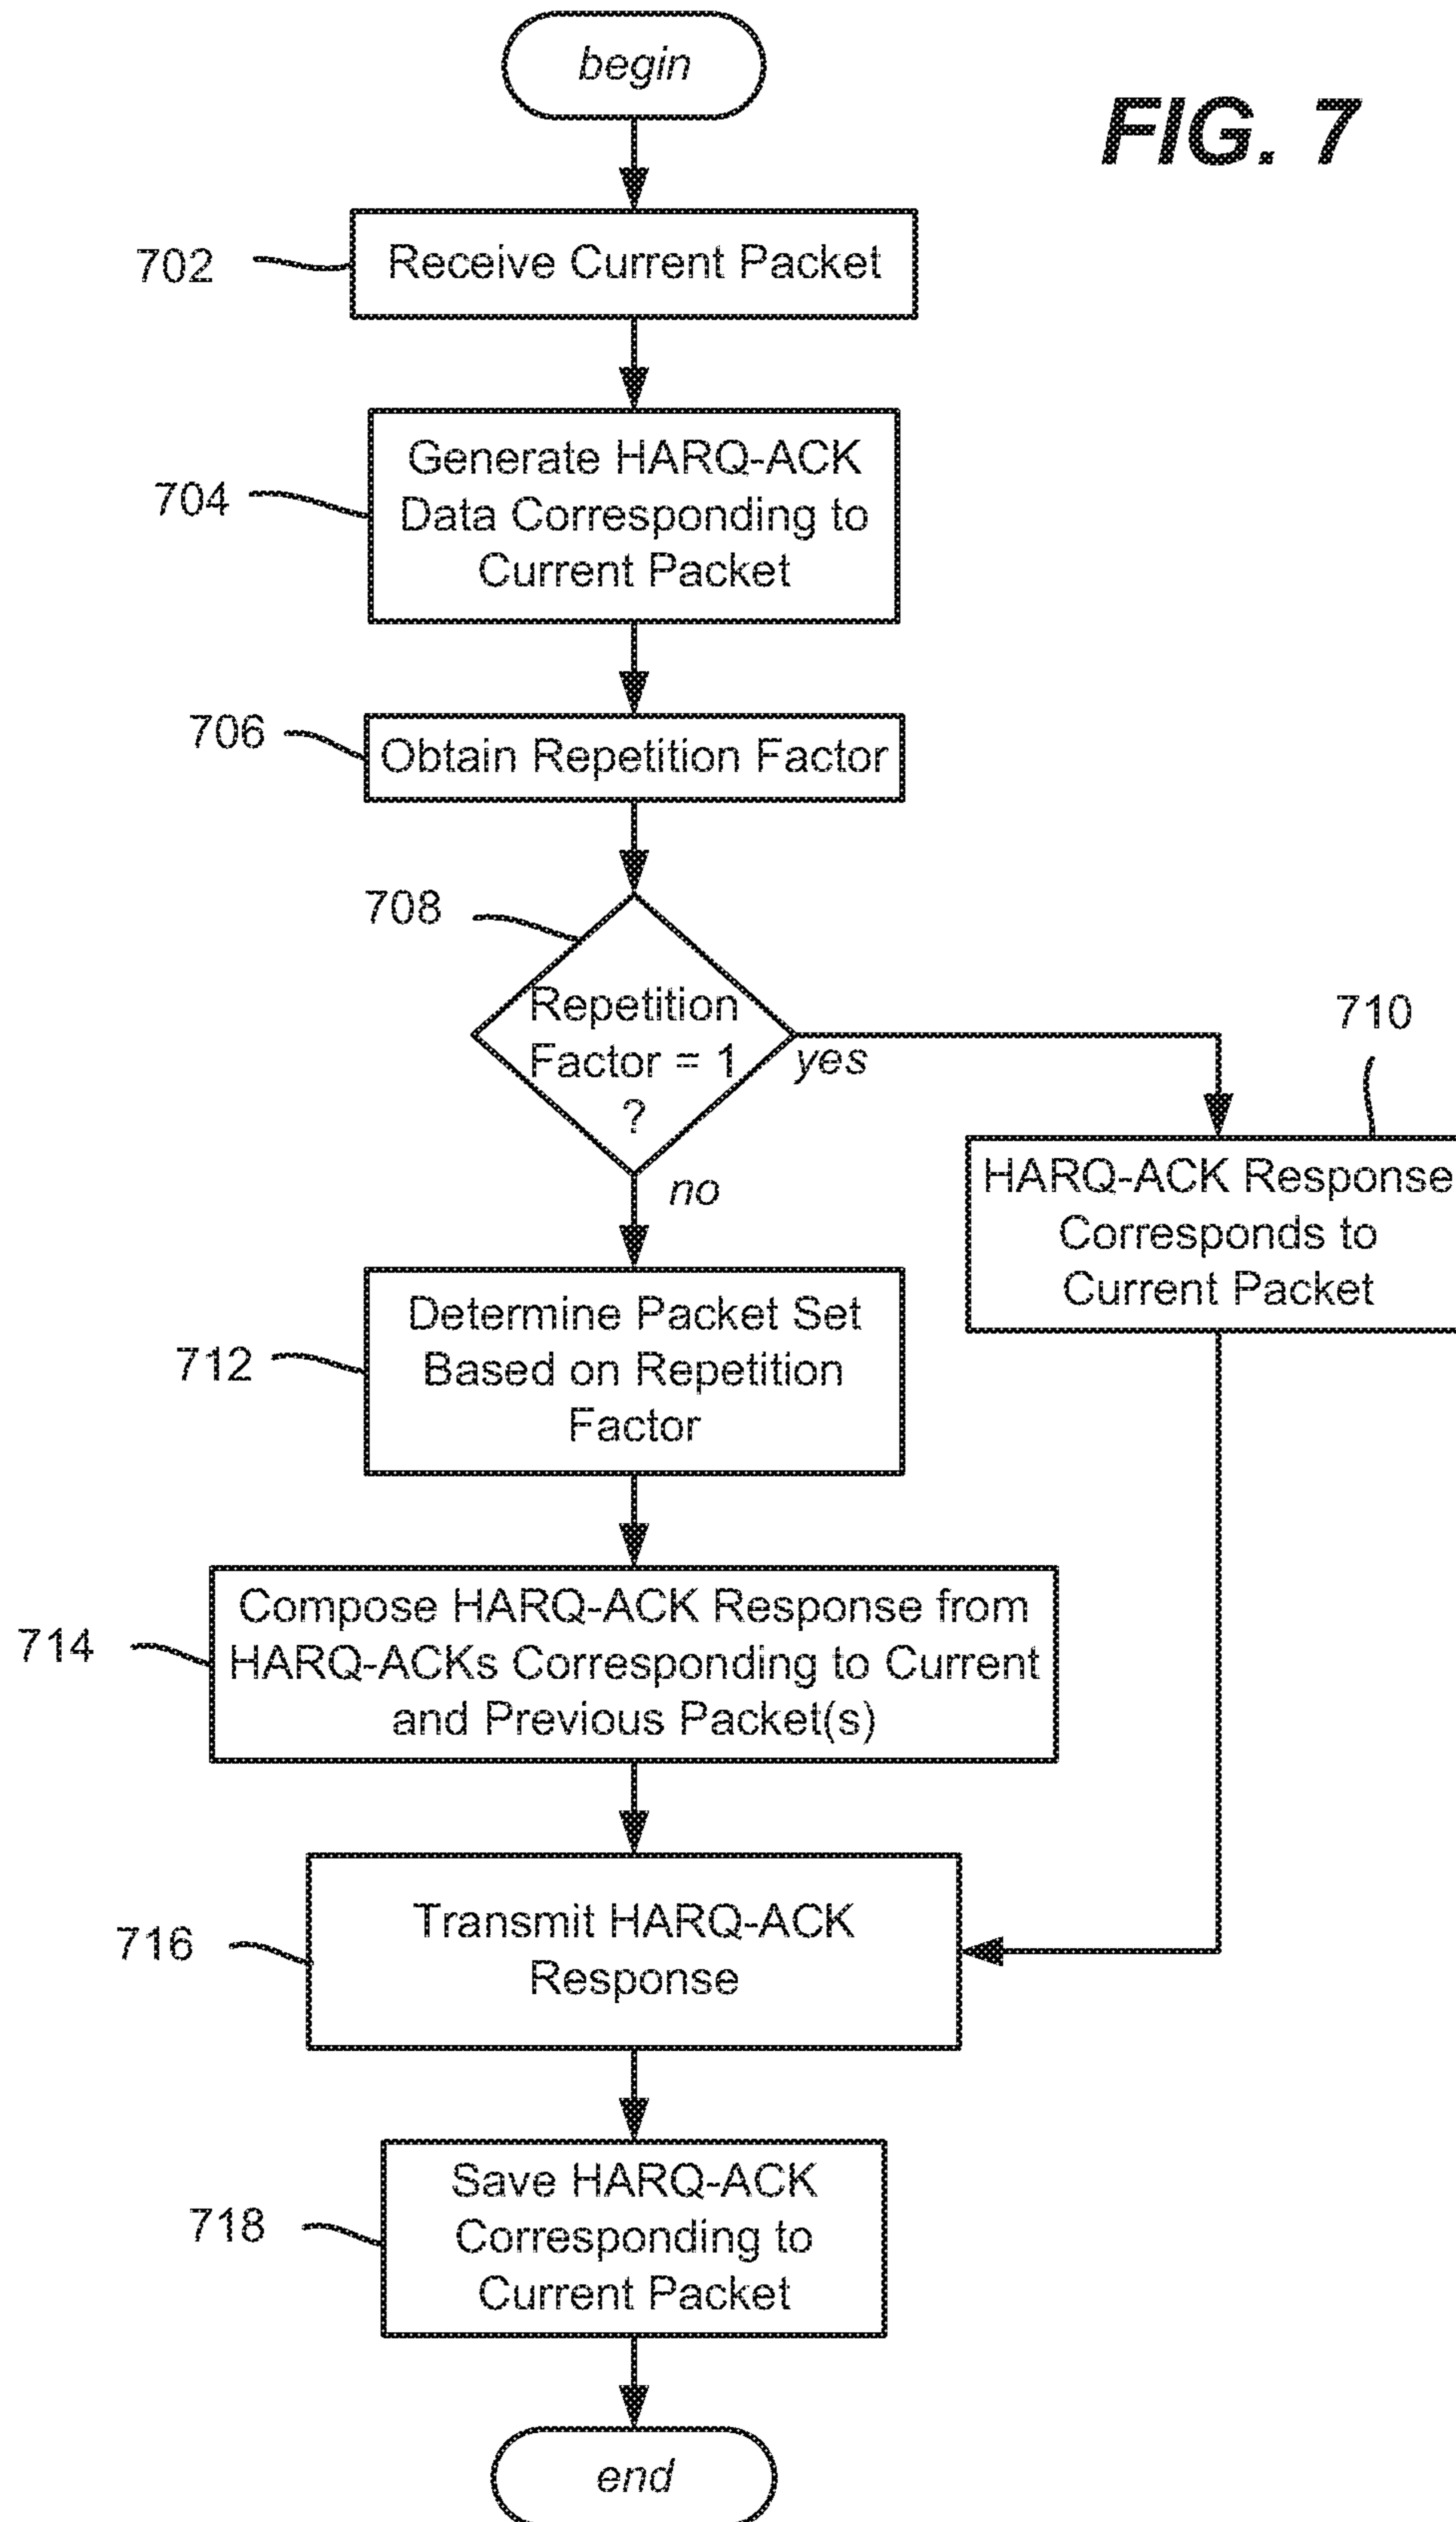 begin
FIG. 7
702
Receive Current Packet
704
Generate HARQ-ACK
Data Corresponding to
Current Packet
706
Obtain Repetition Factor
708
Repetition
Factor = 1
?
yes
no
710
HARQ-ACK Response
Corresponds to
Current Packet
712
Determine Packet Set
Based on Repetition
Factor
714
Compose HARQ-ACK Response from
HARQ-ACKs Corresponding to Current
and Previous Packet(s)
716
Transmit HARQ-ACK
Response
718
Save HARQ-ACK
Corresponding to
Current Packet
end